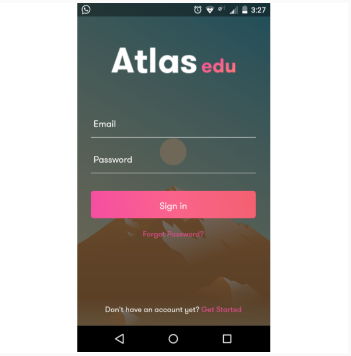 3:27
Atlas edu
Email
Password
Sign in
Forgot Password?
Don't have an account yet? Get Started